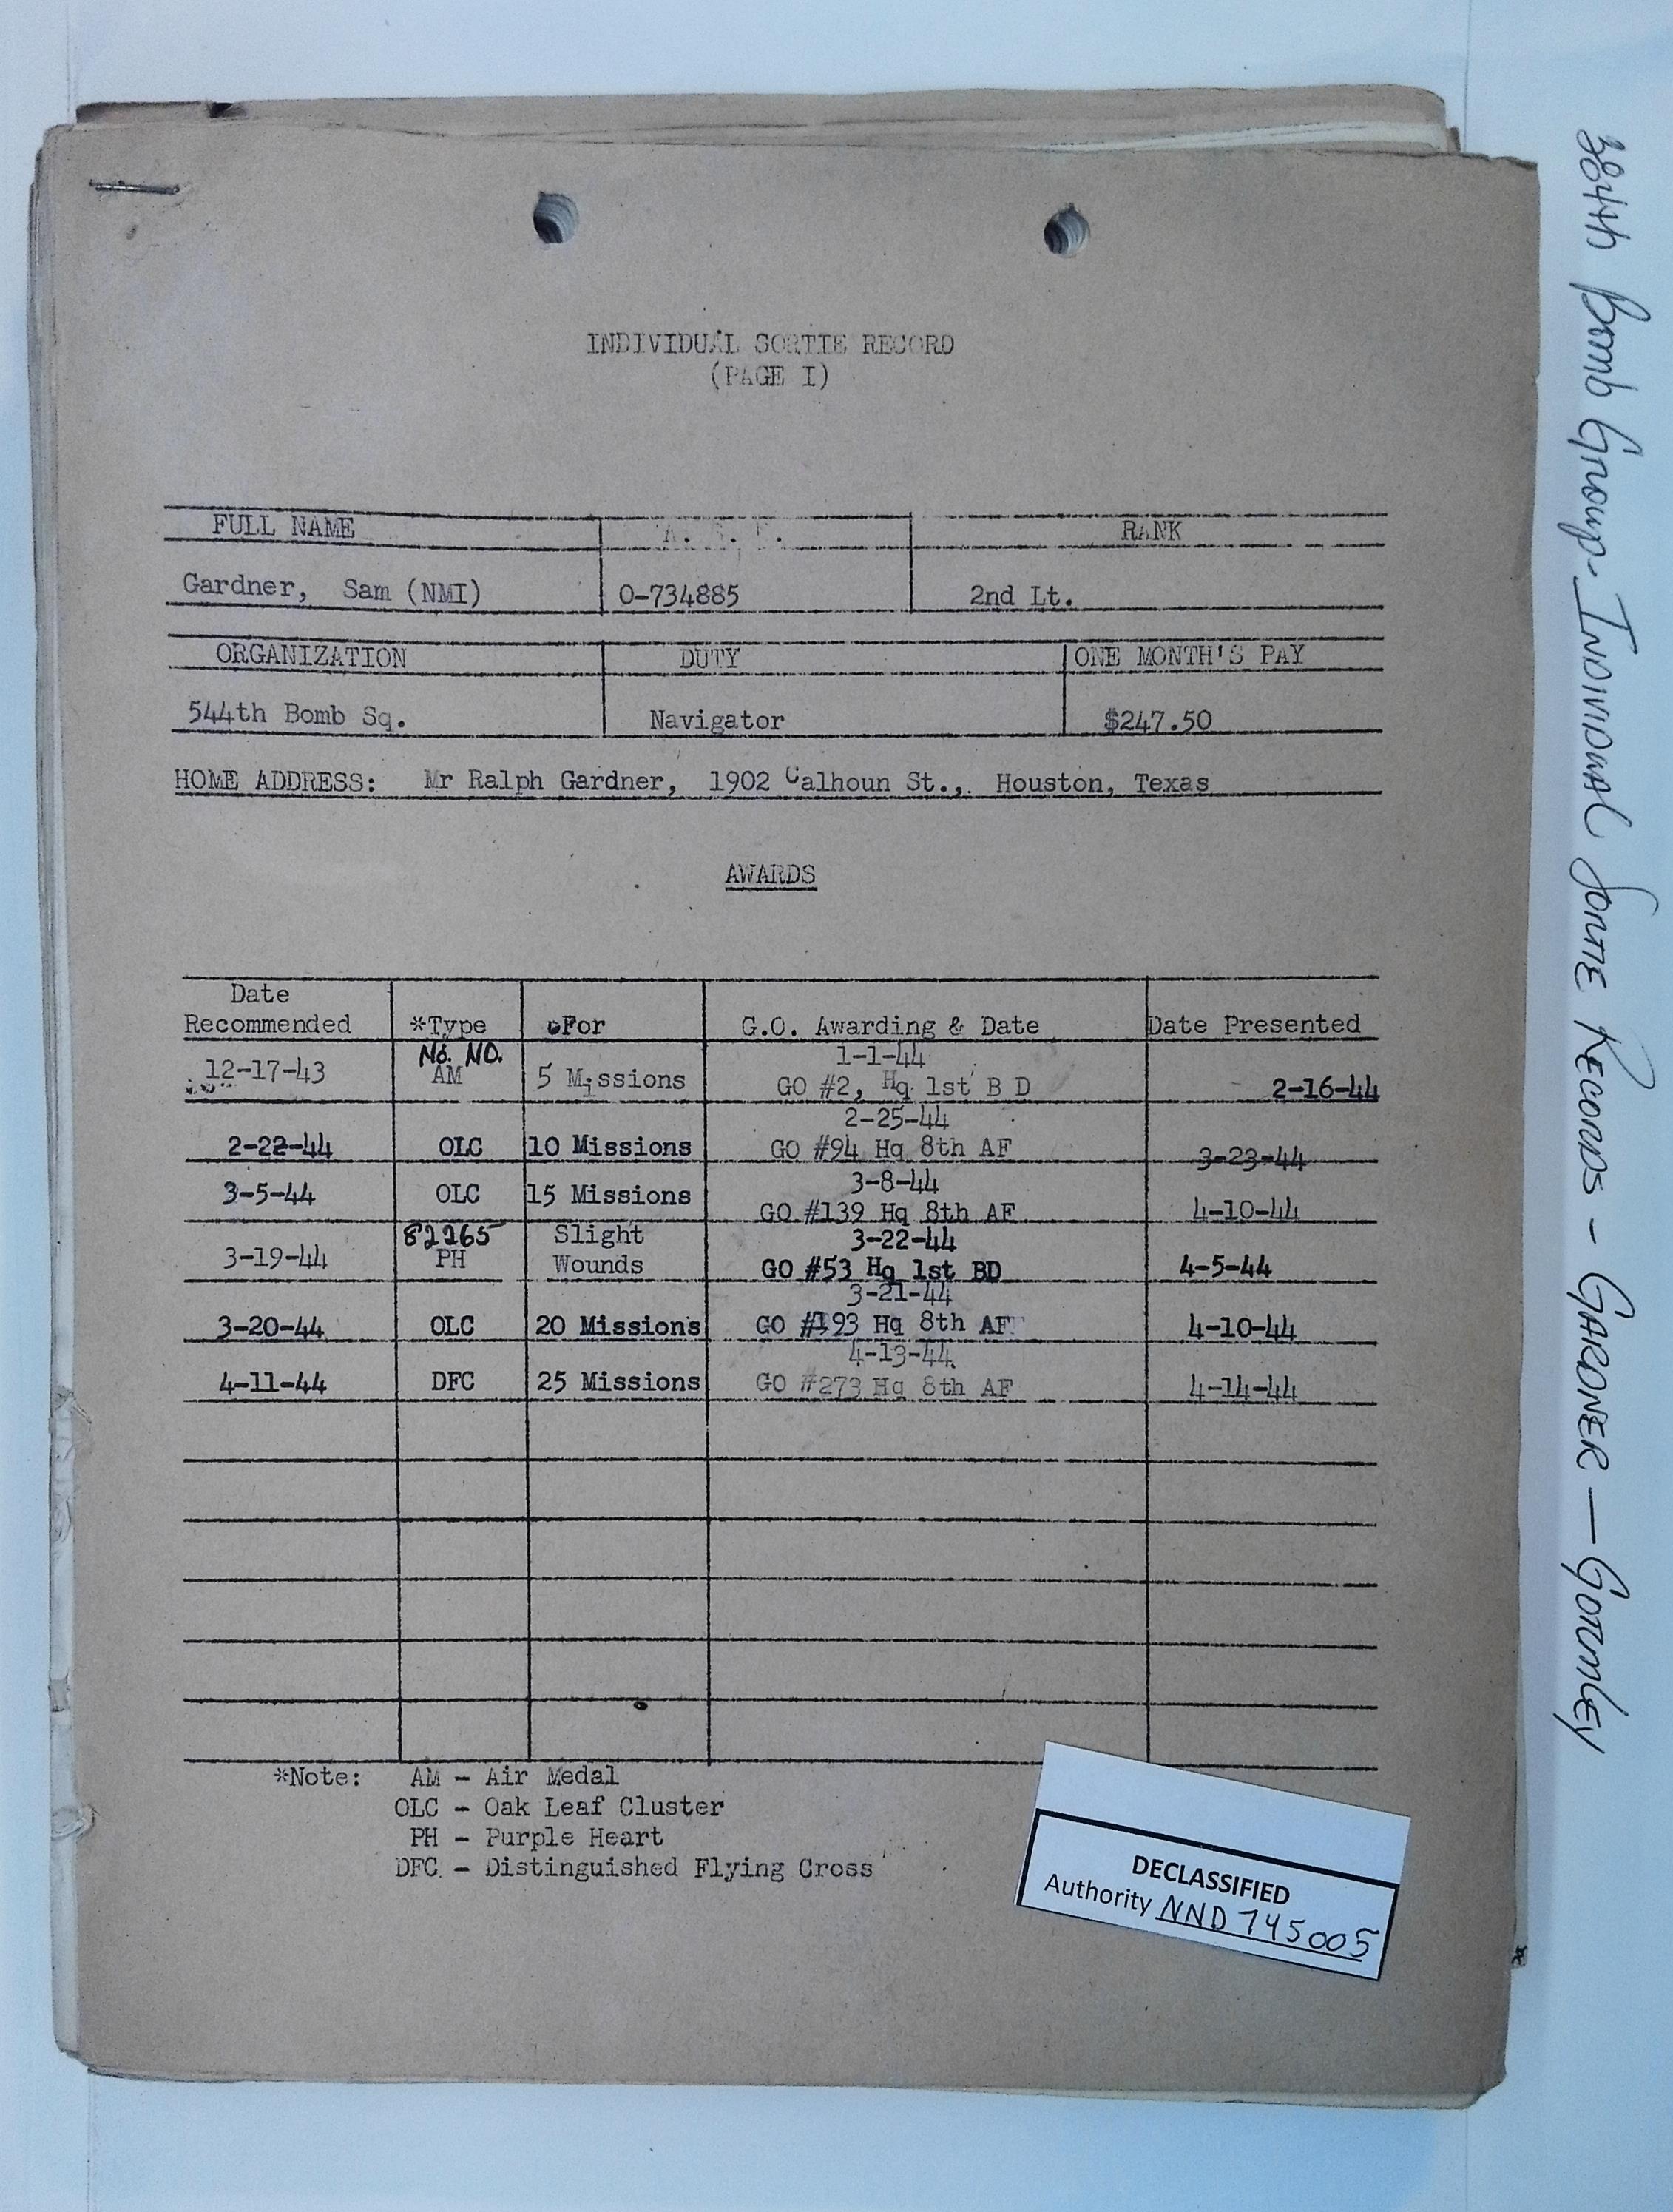 INDIVIDUAL SORTIE RECORD
(PAGE I)
FULL NAME A. S. N. RANK
Gardner, Sam (NMI) O-734885 2nd Lt.
ORGANIZATION DUTY ONE MONTH'S PAY
544th Bomb Sq. Navigator $247.50
HOME ADDRESS: Mr Ralph Gardner, 1902 Calhoun St., Houston, Texas
AWARDS
Date
Recommended *Type For G.O. Awarding & Date Date Presented
No. NO. 1-1-44
12-17-43 AM 5 Missions GO #2, Hq 1st B D 2-16-44
2-25-44
2-22-44 OLC 10 Missions GO #94 Hq 8th AF 3-23-44
3-8-44
3-5-44 OLC 15 Missions GO #139 Hq 8th AF 4-10-44
82265 Slight 3-22-44
3-19-44 PH Wounds GO #53 Hq 1st BD 4-5-44
3-21-44
3-20-44 OLC 20 Missions GO #193 Hq 8th AF 4-10-44
4-13-44
4-11-44 DFC 25 Missions GO #273 Hq 8th AF 4-14-44
*Note: AM - Air Medal
OLC - Oak Leaf Cluster
PH - Purple Heart
DFC - Distinguished Flying Cross
DECLASSIFIED
Authority NND 745005
384th Bomb Group - Individual Sortie Records - GARDNER - GORMLEY